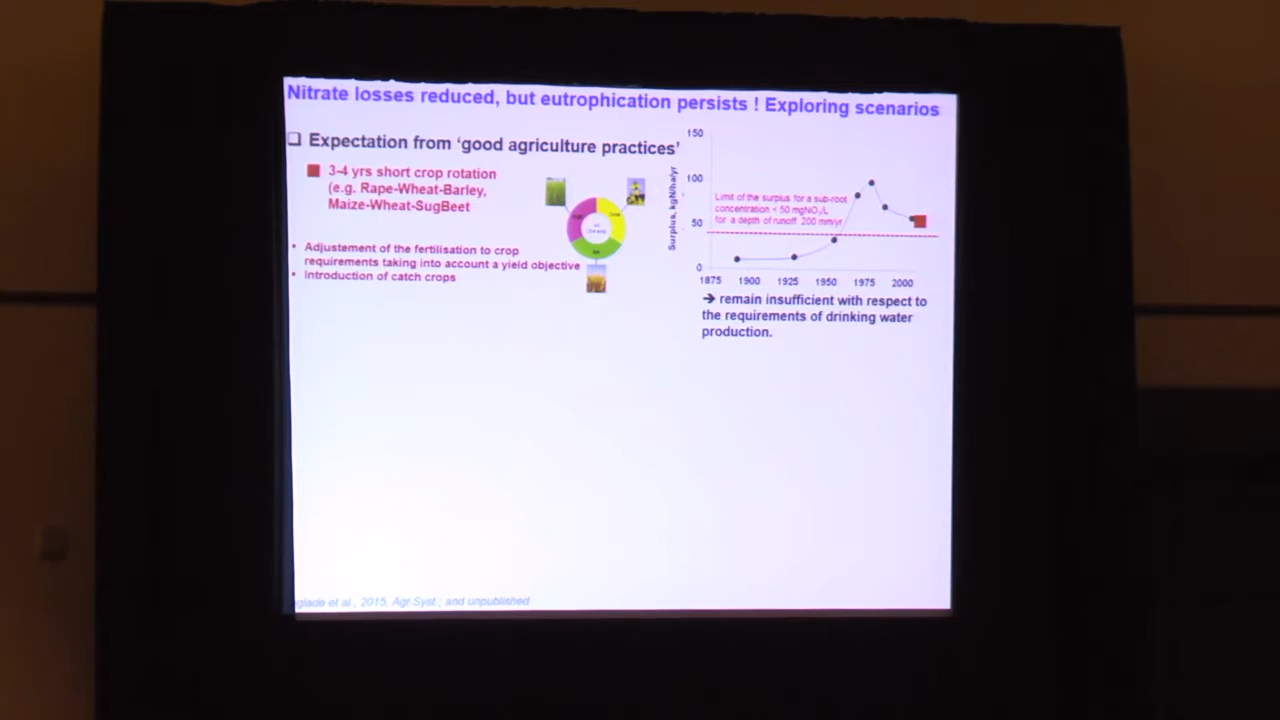 Nitrate losses reduced, but eutrophication persists ! Exploring scenarios
Expectation from ‘good agriculture practices’
3-4 yrs short crop rotation
(e.g. Rape-Wheat-Barley,
Maize-Wheat-SugBeet
Adjustement of the fertilisation to crop
requirements taking into account a yield objective
Introduction of catch crops
Surplus, kgN/ha/yr
150
100
50
0
Limit of the surplus for a sub-root
concentration < 50 mgNO3/L
for a depth of runoff 200 mm/yr
1875 1900 1925 1950 1975 2000
➔ remain insufficient with respect to
the requirements of drinking water
production.
et al., 2015, Agr Syst., and unpublished